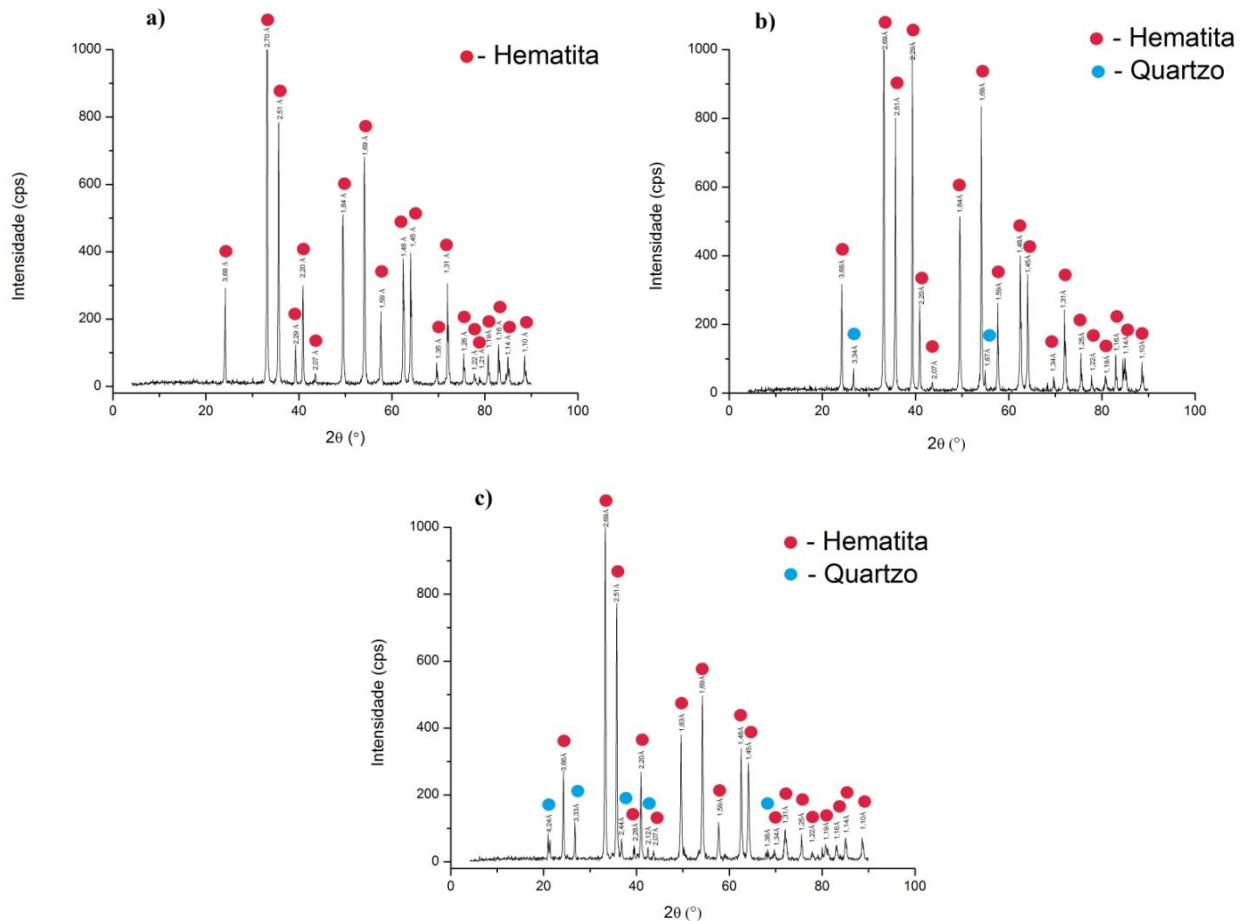 a)
- Hematita
Intensidade (cps)
1000
800
600
400
200
0
2,70 Å
2,51 Å
3,68 Å
2,29 Å
2,20 Å
2,07 Å
1,84 Å
1,69 Å
1,59 Å
1,48 Å
1,45 Å
1,35 Å
1,31 Å
1,26 Å
1,22 Å
1,21 Å
1,19Å
1,16 Å
1,14 Å
1,10 Å
0 20 40 60 80 100
2θ (°)
b)
- Hematita
- Quartzo
Intensidade (cps)
1000
800
600
400
200
0
3,68Å
3,34Å
2,69 Å
2,51Å
2,29Å
2,20Å
2,07Å
1,84Å
1,69Å
1,67Å
1,59Å
1,48Å
1,45Å
1,34Å
1,31Å
1,25Å
1,22Å
1,19Å
1,16Å
1,14Å
1,10Å
0 20 40 60 80 100
2θ (°)
c)
- Hematita
- Quartzo
Intensidade (cps)
1000
800
600
400
200
0
4,24Å
3,66Å
3,33Å
2,69Å
2,51Å
2,44Å
2,28Å
2,20Å
2,12Å
2,07Å
1,83Å
1,69Å
1,59Å
1,48Å
1,45Å
1,34Å
1,31Å
1,25Å
1,22Å
1,19Å
1,16Å
1,14Å
1,10Å
0 20 40 60 80 100
2θ (°)